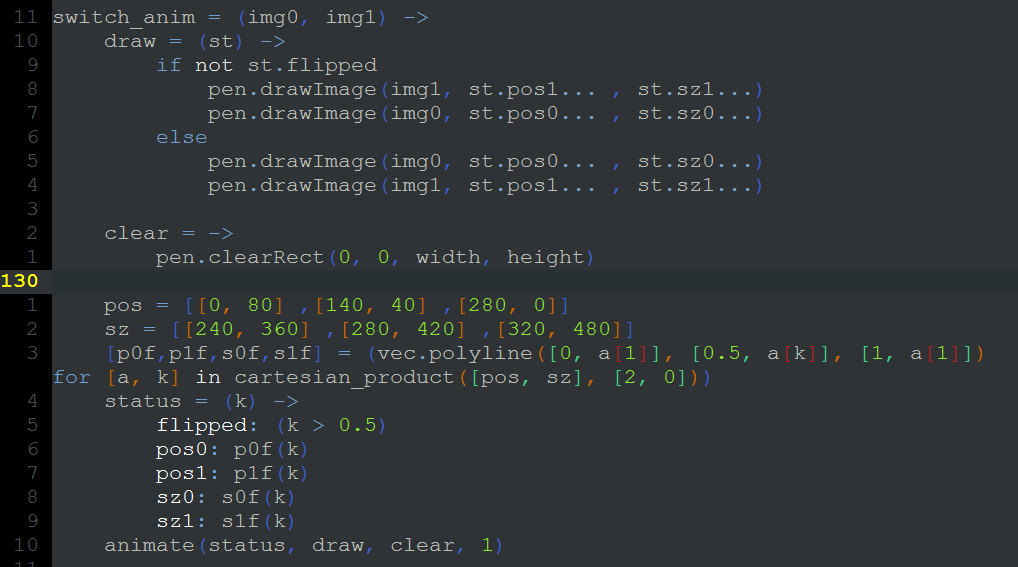 11 switch_anim = (img0, img1) ->
10     draw = (st) ->
9         if not st.flipped
8             pen.drawImage(img1, st.pos1... , st.sz1...)
7             pen.drawImage(img0, st.pos0... , st.sz0...)
6         else
5             pen.drawImage(img0, st.pos0... , st.sz0...)
4             pen.drawImage(img1, st.pos1... , st.sz1...)
3
2     clear = ->
1         pen.clearRect(0, 0, width, height)
130
1     pos = [[0, 80] ,[140, 40] ,[280, 0]]
2     sz = [[240, 360] ,[280, 420] ,[320, 480]]
3     [p0f,p1f,s0f,s1f] = (vec.polyline([0, a[1]], [0.5, a[k]], [1, a[1]])
for [a, k] in cartesian_product([pos, sz], [2, 0]))
4     status = (k) ->
5         flipped: (k > 0.5)
6         pos0: p0f(k)
7         pos1: p1f(k)
8         sz0: s0f(k)
9         sz1: s1f(k)
10     animate(status, draw, clear, 1)
11